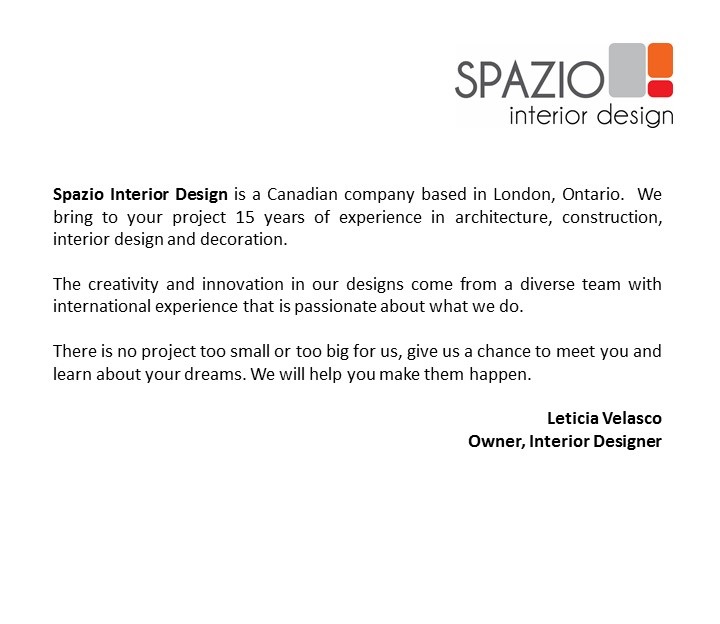 SPAZIO
interior design
Spazio Interior Design is a Canadian company based in London, Ontario. We
bring to your project 15 years of experience in architecture, construction,
interior design and decoration.
The creativity and innovation in our designs come from a diverse team with
international experience that is passionate about what we do.
There is no project too small or too big for us, give us a chance to meet you and
learn about your dreams. We will help you make them happen.
Leticia Velasco
Owner, Interior Designer